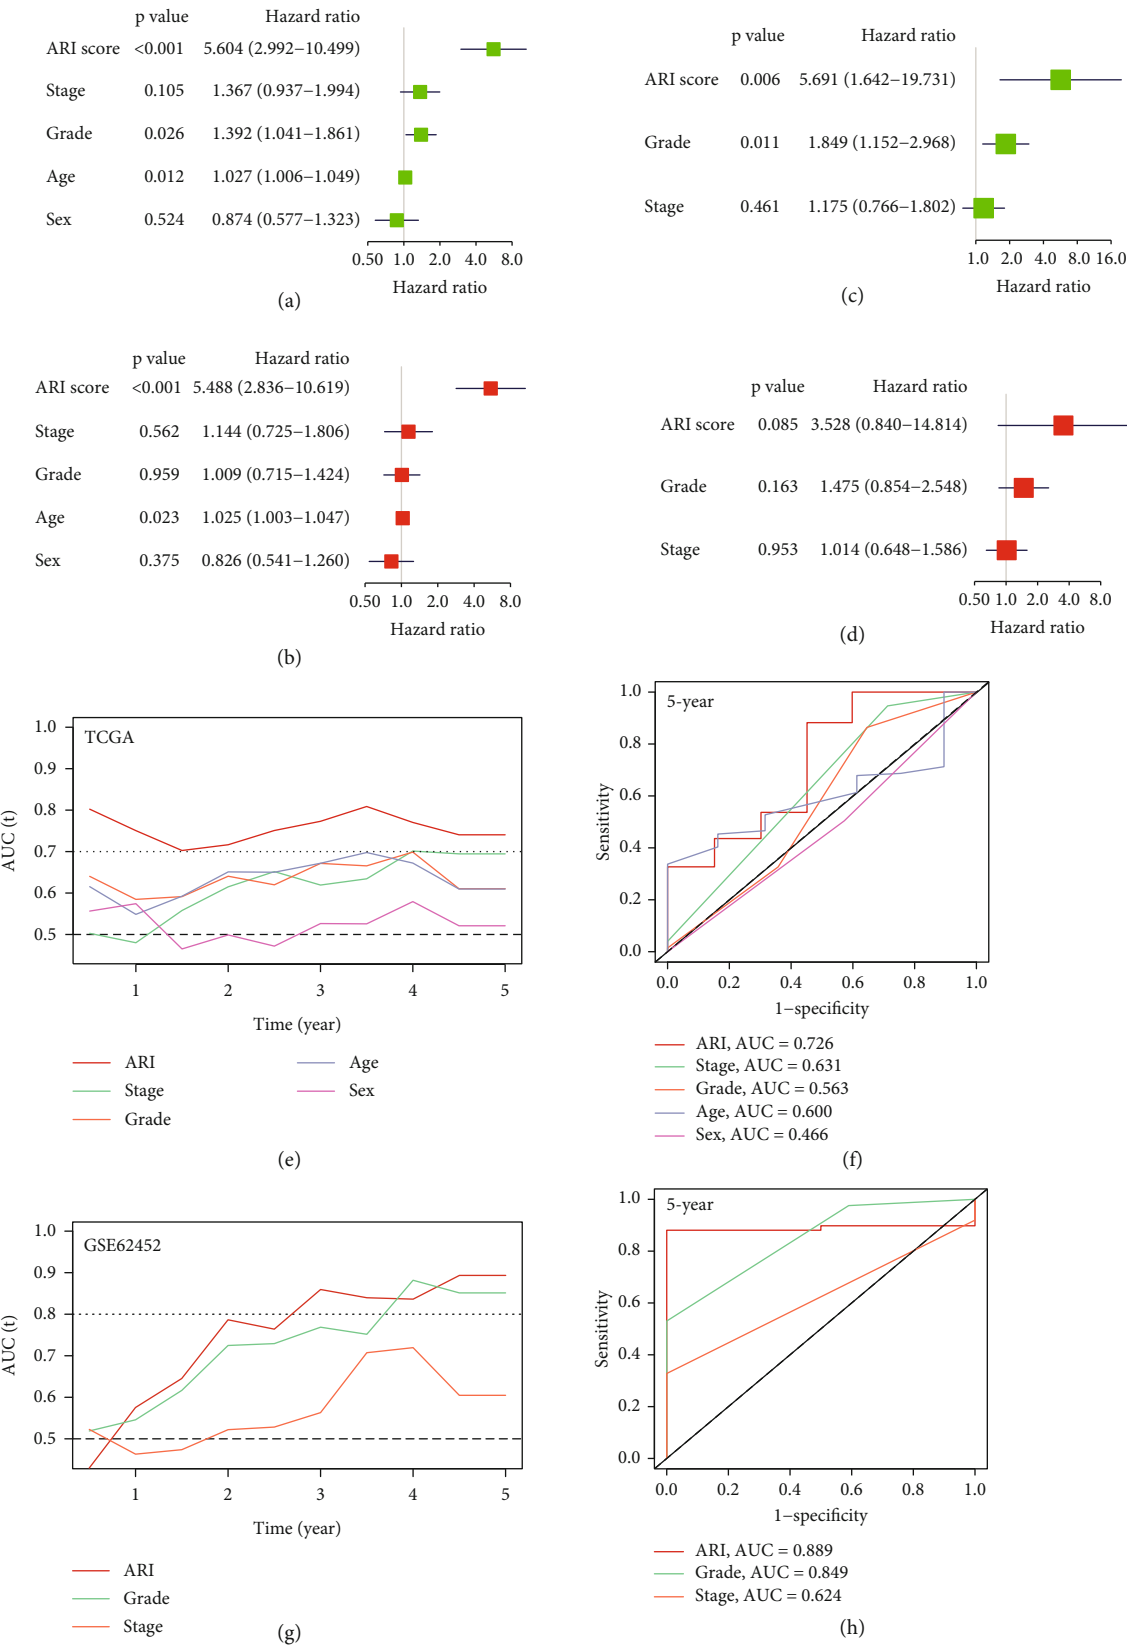 p value Hazard ratio
ARI score <0.001 5.604 (2.992−10.499)
Stage 0.105 1.367 (0.937−1.994)
Grade 0.026 1.392 (1.041−1.861)
Age 0.012 1.027 (1.006−1.049)
Sex 0.524 0.874 (0.577−1.323)
0.50 1.0 2.0 4.0 8.0
Hazard ratio
(a)
p value Hazard ratio
ARI score 0.006 5.691 (1.642−19.731)
Grade 0.011 1.849 (1.152−2.968)
Stage 0.461 1.175 (0.766−1.802)
1.0 2.0 4.0 8.0 16.0
Hazard ratio
(c)
p value Hazard ratio
ARI score <0.001 5.488 (2.836−10.619)
Stage 0.562 1.144 (0.725−1.806)
Grade 0.959 1.009 (0.715−1.424)
Age 0.023 1.025 (1.003−1.047)
Sex 0.375 0.826 (0.541−1.260)
0.50 1.0 2.0 4.0 8.0
Hazard ratio
(b)
p value Hazard ratio
ARI score 0.085 3.528 (0.840−14.814)
Grade 0.163 1.475 (0.854−2.548)
Stage 0.953 1.014 (0.648−1.586)
0.50 1.0 2.0 4.0 8.0
Hazard ratio
(d)
TCGA
AUC (t)
1.0
0.9
0.8
0.7
0.6
0.5
1 2 3 4 5
Time (year)
ARI Age
Stage Sex
Grade
(e)
5-year
Sensitivity
1.0
0.8
0.6
0.4
0.2
0.0
0.0 0.2 0.4 0.6 0.8 1.0
1−specificity
ARI, AUC = 0.726
Stage, AUC = 0.631
Grade, AUC = 0.563
Age, AUC = 0.600
Sex, AUC = 0.466
(f)
GSE62452
AUC (t)
1.0
0.9
0.8
0.7
0.6
0.5
1 2 3 4 5
Time (year)
ARI
Grade
Stage
(g)
5-year
Sensitivity
1.0
0.8
0.6
0.4
0.2
0.0
0.0 0.2 0.4 0.6 0.8 1.0
1−specificity
ARI, AUC = 0.889
Grade, AUC = 0.849
Stage, AUC = 0.624
(h)